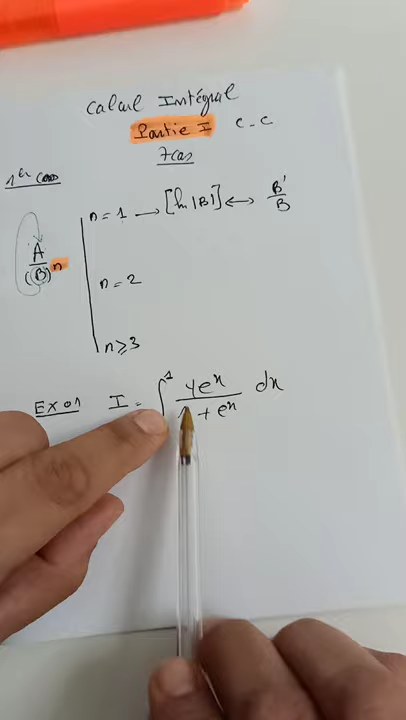 Calcul Intégral
Partie I C-C
7cas
1er cas
n = 1 → [ln |B|] ↔ B'/B
A/(B)n
n = 2
n ≥ 3
Exo1 I = ∫ 1 4e^x / + e^x dx